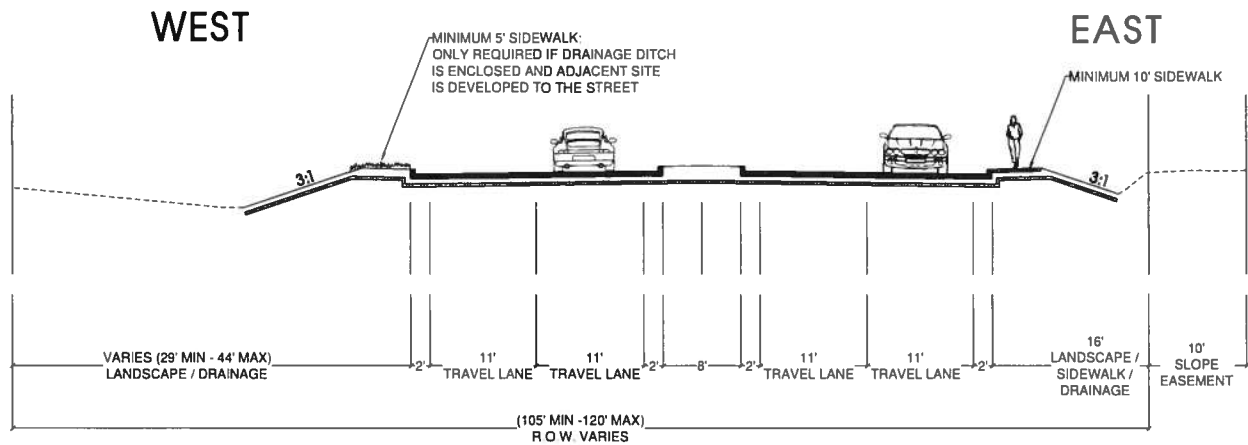 WEST
EAST
MINIMUM 5' SIDEWALK:
ONLY REQUIRED IF DRAINAGE DITCH
IS ENCLOSED AND ADJACENT SITE
IS DEVELOPED TO THE STREET
MINIMUM 10' SIDEWALK
3:1
3:1
VARIES (29' MIN - 44' MAX)
LANDSCAPE / DRAINAGE
2'
11'
TRAVEL LANE
11'
TRAVEL LANE
2'
8'
2'
11'
TRAVEL LANE
11'
TRAVEL LANE
2'
16'
LANDSCAPE /
SIDEWALK /
DRAINAGE
10'
SLOPE
EASEMENT
(105' MIN -120' MAX)
R.O.W. VARIES